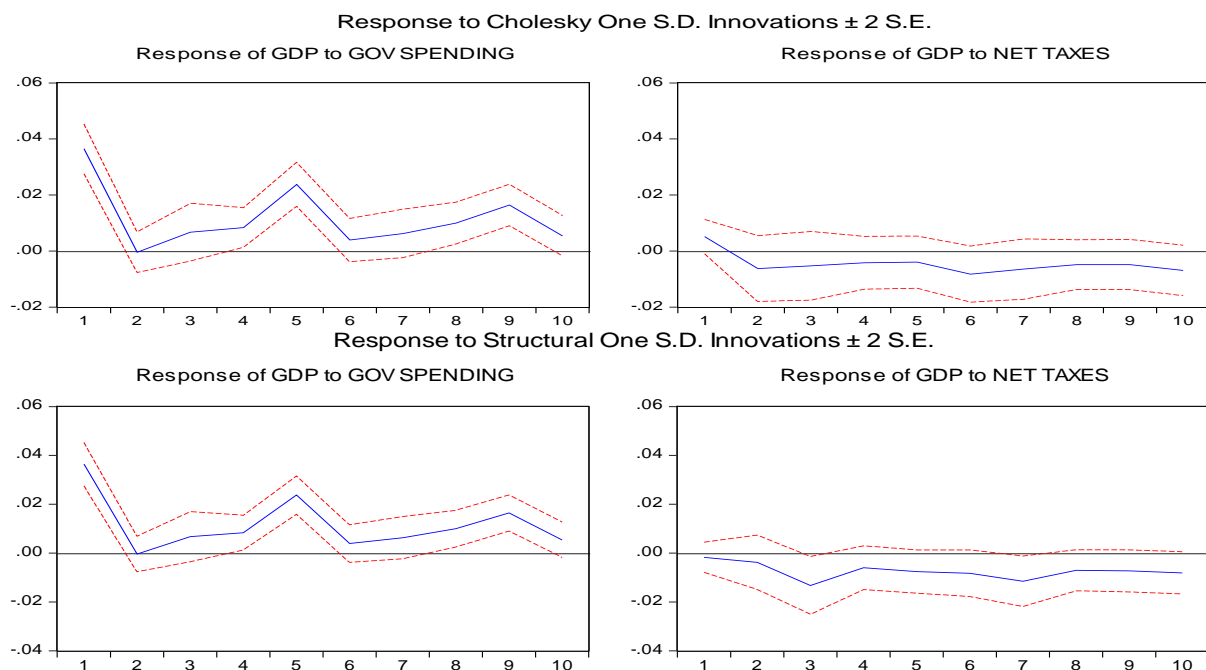 Response to Cholesky One S.D. Innovations ± 2 S.E.
Response of GDP to GOV SPENDING
Response of GDP to NET TAXES
.06
.04
.02
.00
-.02
1 2 3 4 5 6 7 8 9 10
.06
.04
.02
.00
-.02
1 2 3 4 5 6 7 8 9 10
Response to Structural One S.D. Innovations ± 2 S.E.
Response of GDP to GOV SPENDING
Response of GDP to NET TAXES
.06
.04
.02
.00
-.02
-.04
1 2 3 4 5 6 7 8 9 10
.06
.04
.02
.00
-.02
-.04
1 2 3 4 5 6 7 8 9 10